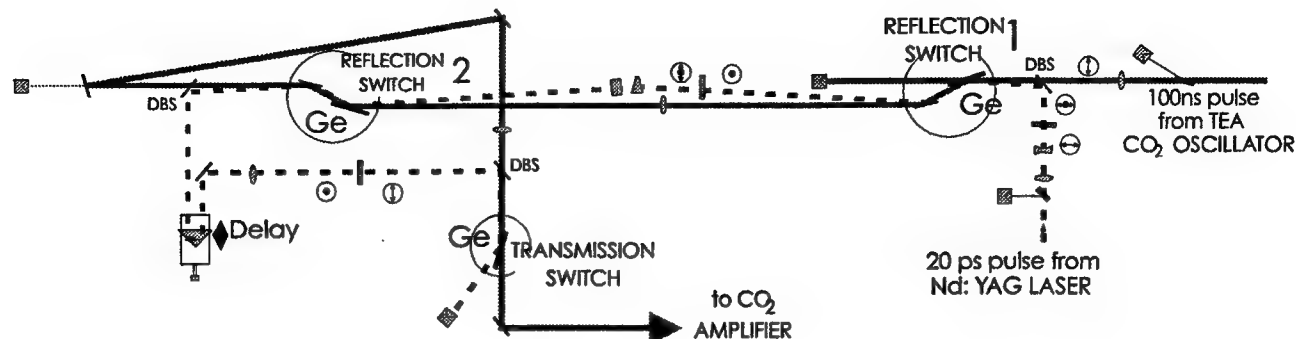 REFLECTION
SWITCH
1
DBS
Ge
100ns pulse
from TEA
CO2 OSCILLATOR
REFLECTION
SWITCH
2
DBS
Ge
DBS
Delay
Ge
TRANSMISSION
SWITCH
20 ps pulse from
Nd: YAG LASER
to CO2
AMPLIFIER